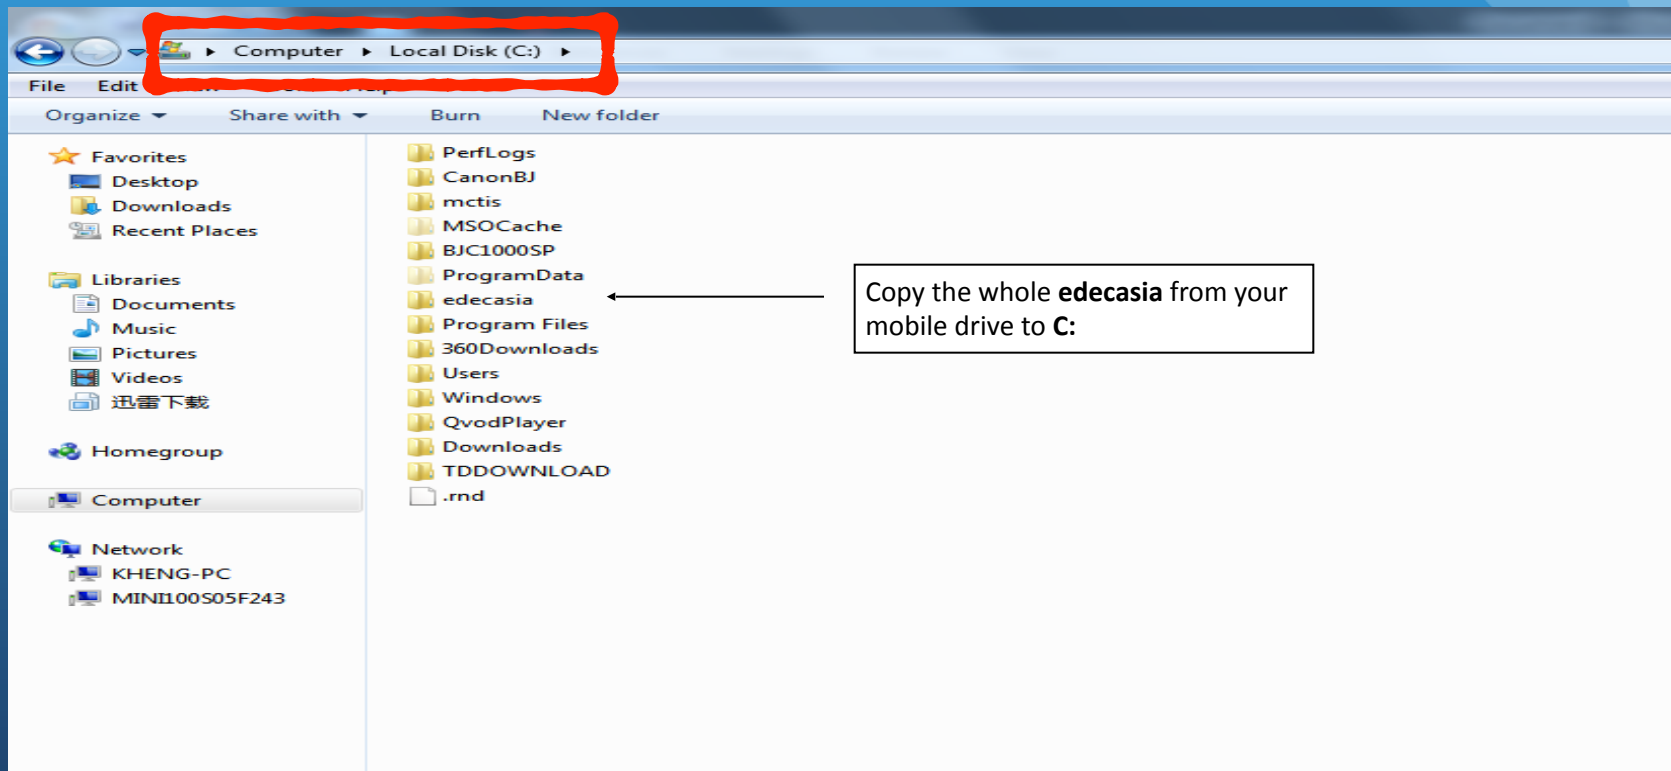 Computer Local Disk (C:)
File Edit
Organize Share with Burn New folder
Favorites
Desktop
Downloads
Recent Places
Libraries
Documents
Music
Pictures
Videos
迅雷下载
Homegroup
Computer
Network
KHENG-PC
MINI100S05F243
PerfLogs
CanonBJ
mctis
MSOCache
BJC1000SP
ProgramData
edecasia
Program Files
360Downloads
Users
Windows
QvodPlayer
Downloads
TDDOWNLOAD
.rnd
Copy the whole edecasia from your
mobile drive to C: